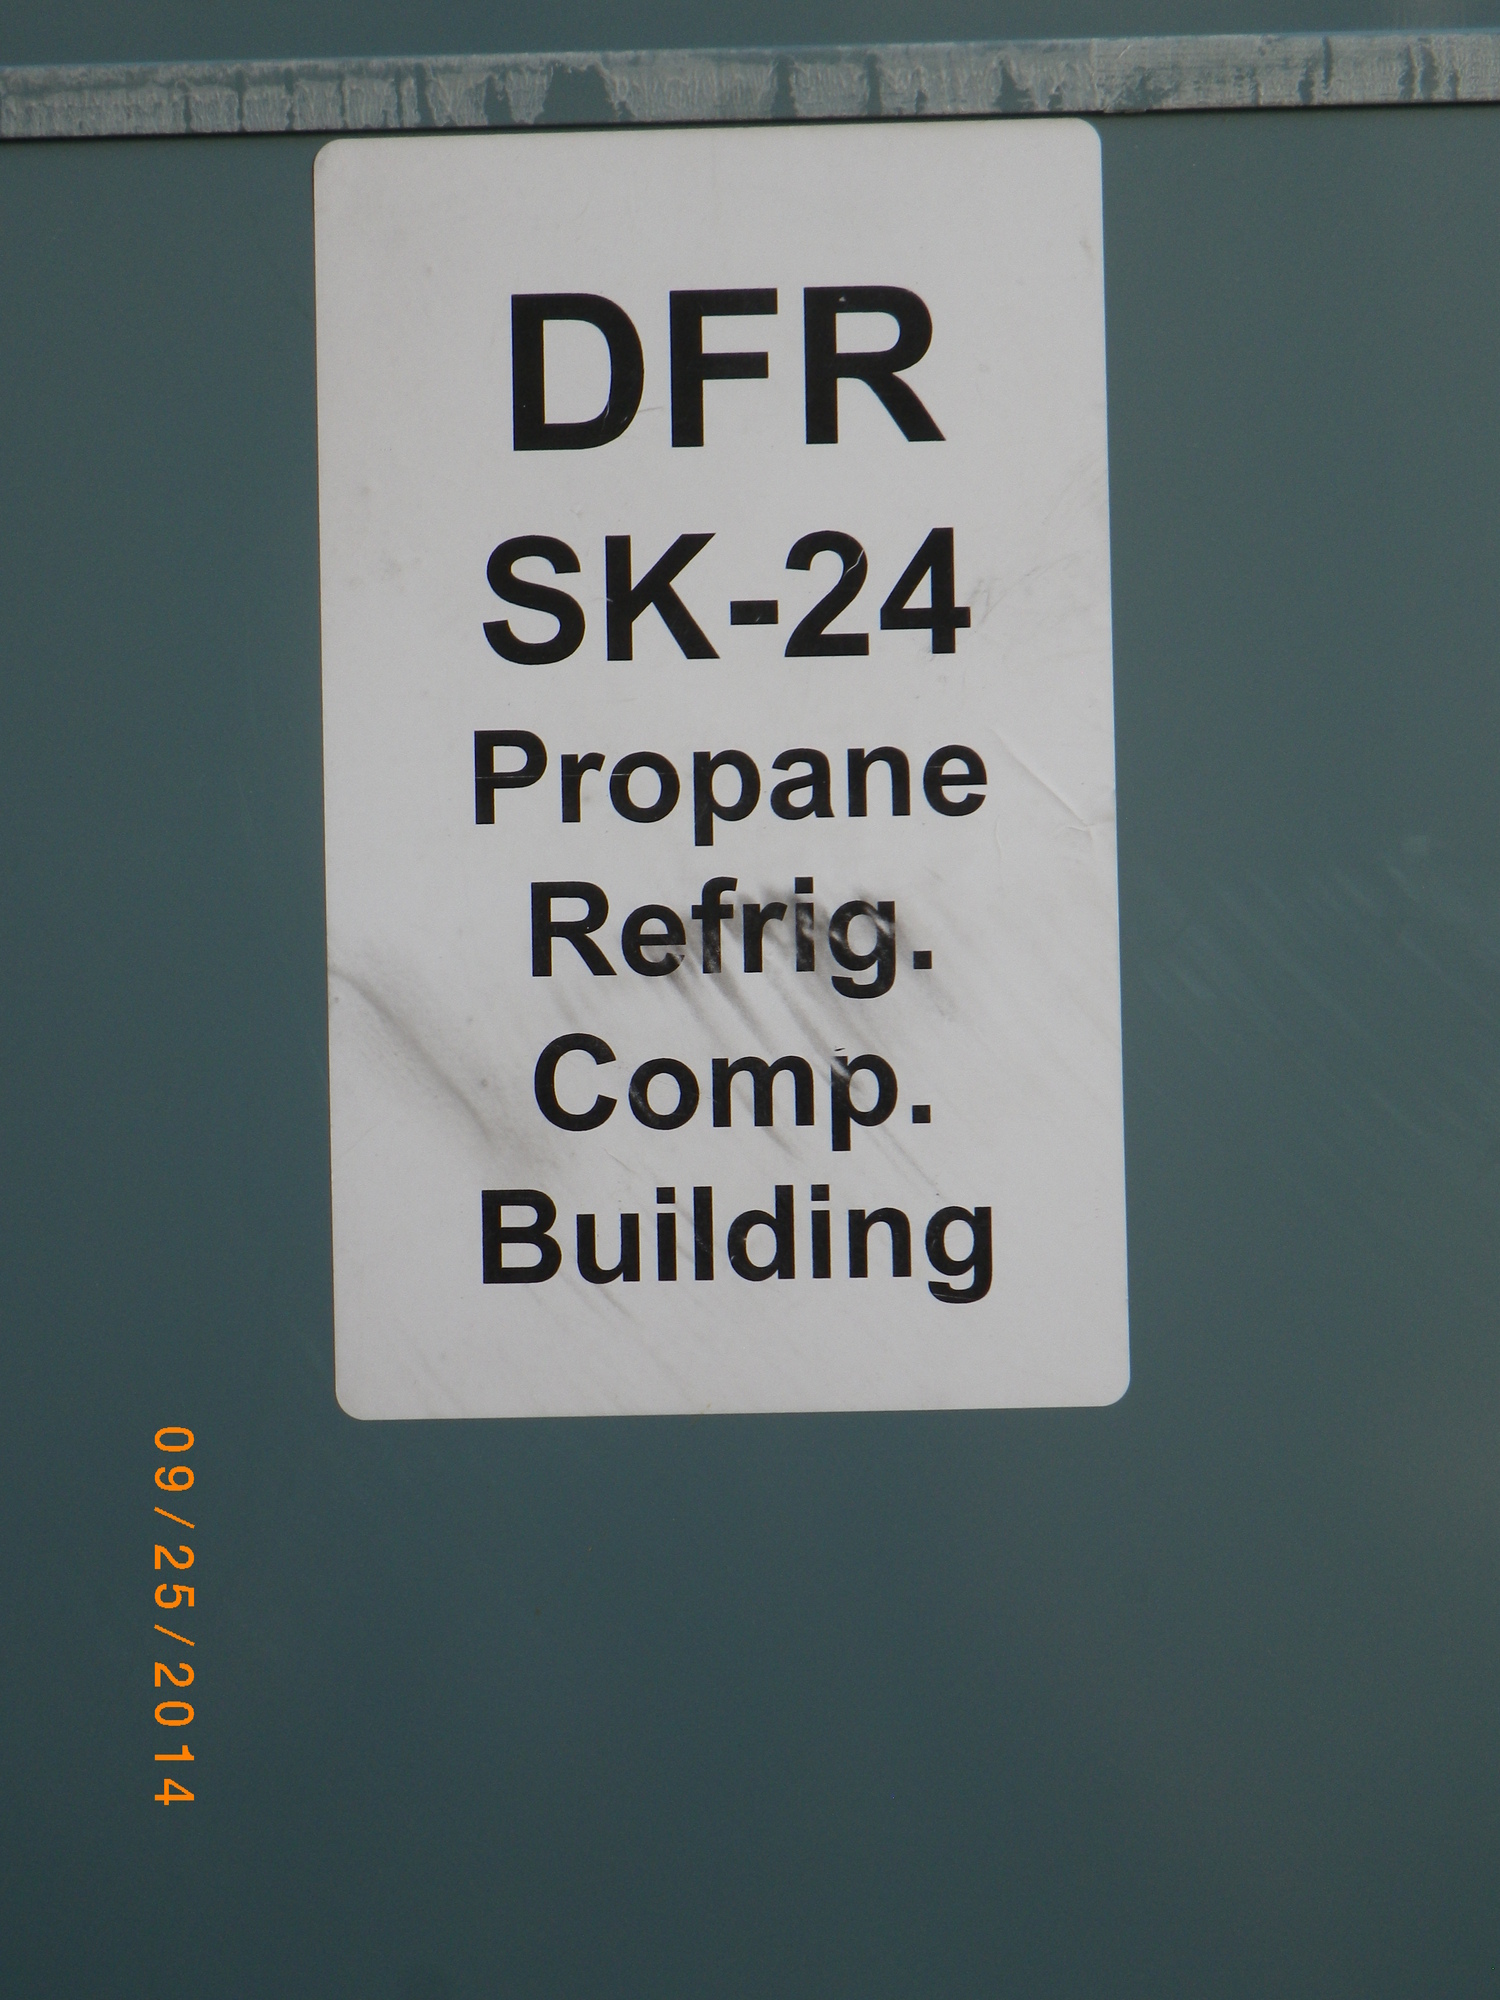 DFR
SK-24
Propane
Refrig.
Comp.
Building
09/25/2014